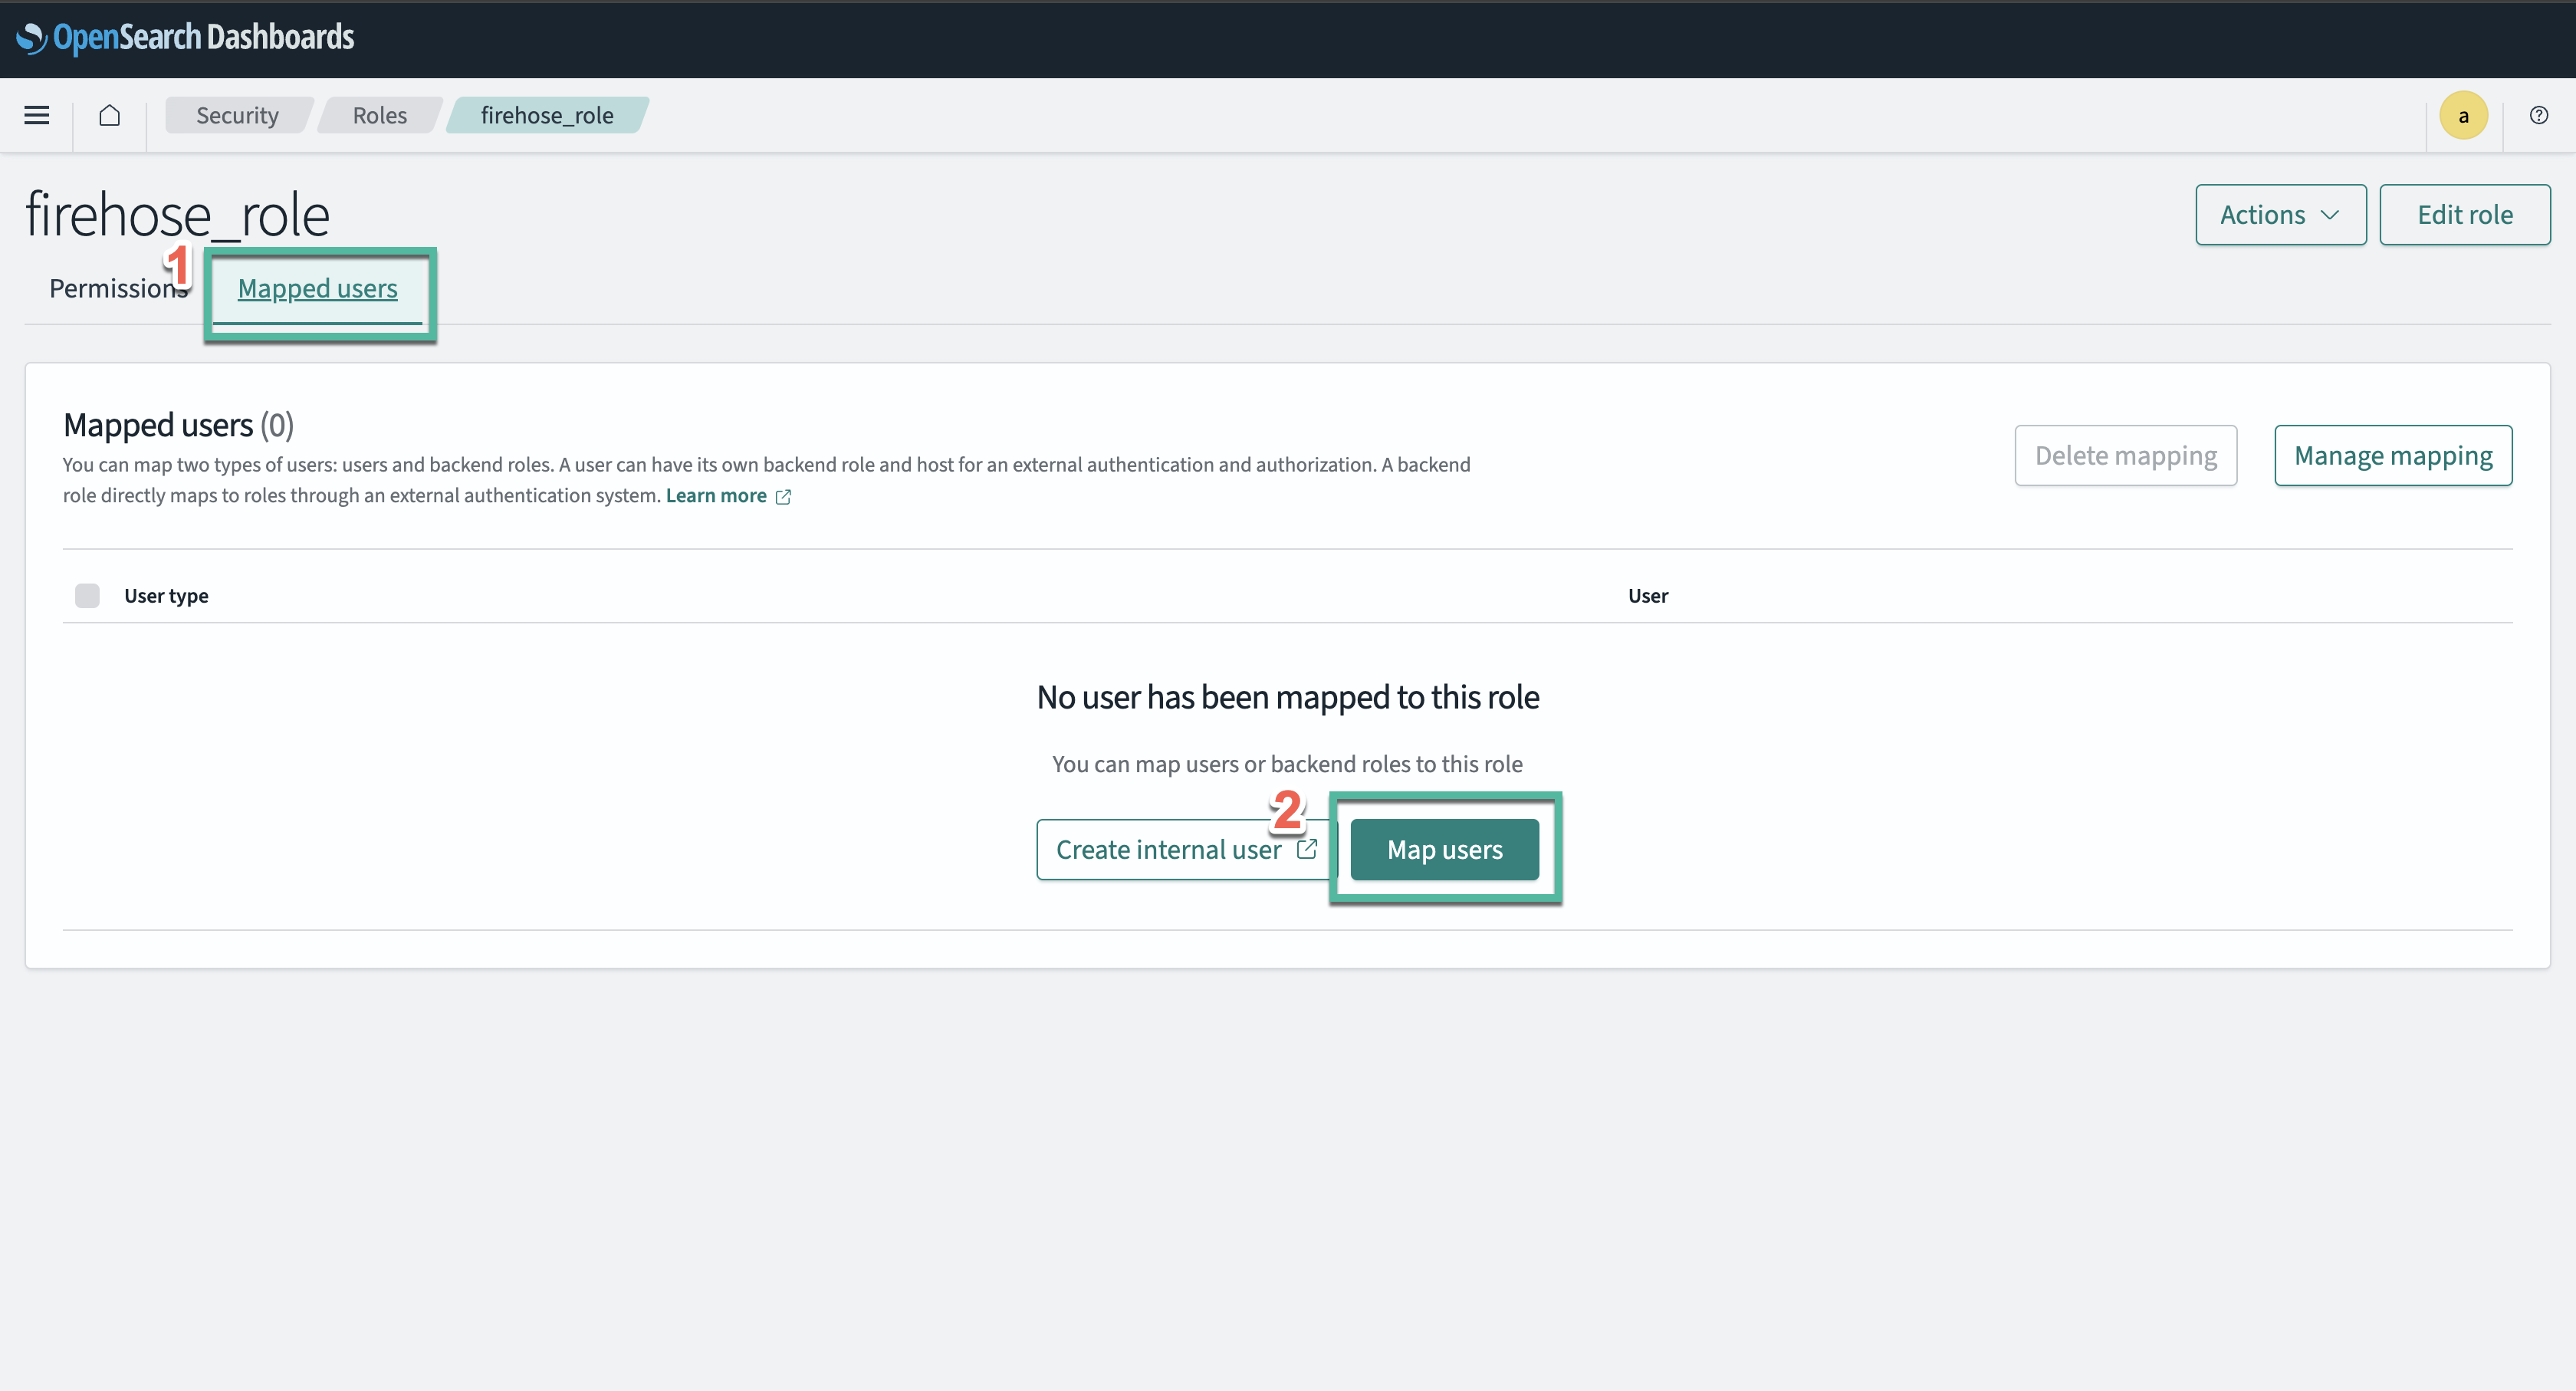 OpenSearch Dashboards
Security
Roles
firehose_role
a
firehose_role
Actions
Edit role
1
Permissions
Mapped users
Mapped users (0)
You can map two types of users: users and backend roles. A user can have its own backend role and host for an external authentication and authorization. A backend
role directly maps to roles through an external authentication system. Learn more
Delete mapping
Manage mapping
User type
User
No user has been mapped to this role
You can map users or backend roles to this role
2
Create internal user
Map users